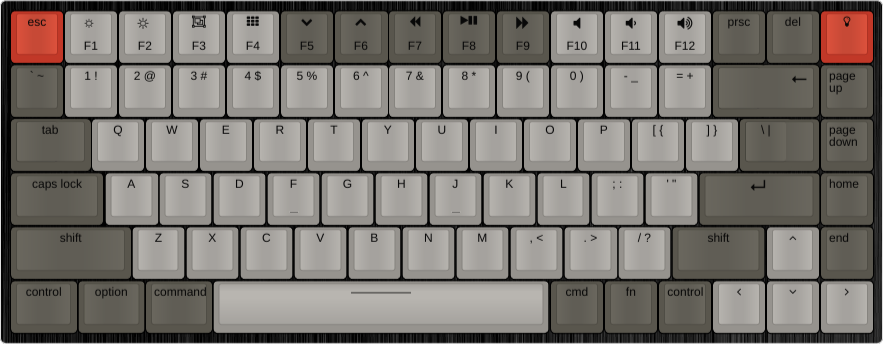 esc F1 F2 F3 F4 F5 F6 F7 F8 F9 F10 F11 F12 prsc del
` ~ 1 ! 2 @ 3 # 4 $ 5 % 6 ^ 7 & 8 * 9 ( 0 ) - _ = + ← page up
tab Q W E R T Y U I O P [ { ] } \ | page down
caps lock A S D F _ G H J _ K L ; : ' " ↵ home
shift Z X C V B N M , < . > / ? shift ^ end
control option command cmd fn control ‹ ⌄ ›